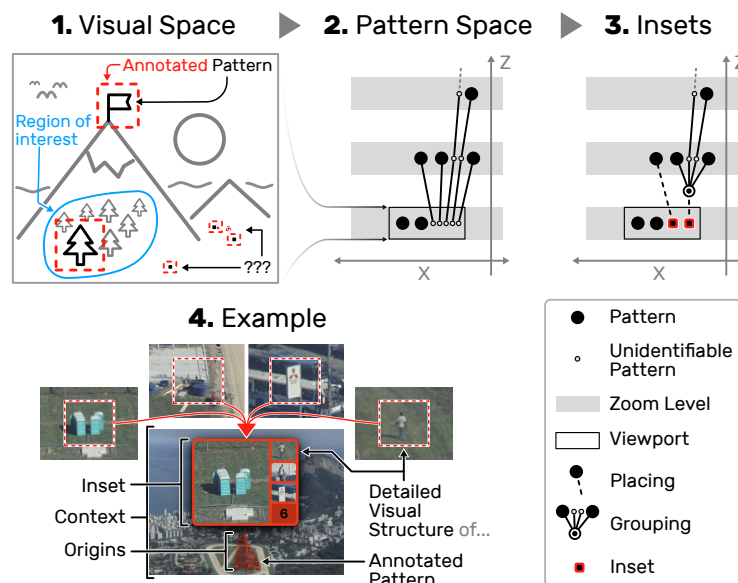 1. Visual Space
2. Pattern Space
3. Insets
Annotated Pattern
Region of
interest
???
Z
X
Z
X
4. Example
Inset
Context
Origins
6
Detailed
Visual
Structure of...
Annotated
Pattern
Pattern
Unidentifiable
Pattern
Zoom Level
Viewport
Placing
Grouping
Inset